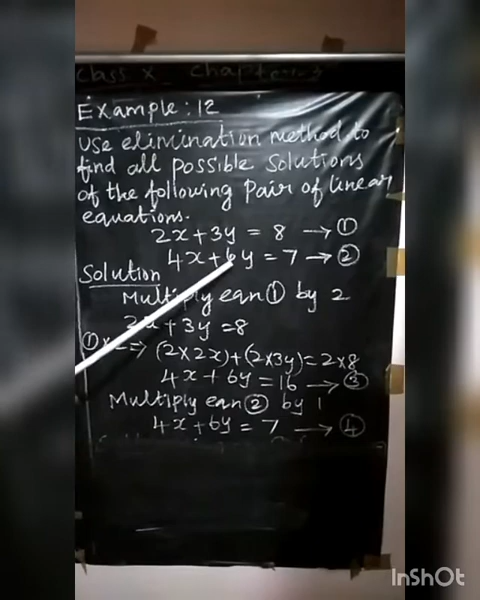 Class X Chapter-3
Example: 12
Use elimination method to
find all possible solutions
of the following pair of linear
equations.
2x+3y = 8 → ①
4x+6y = 7 → ②
Solution
Multiply eqn ① by 2
2x + 3y = 8
① ⇒ (2×2x)+(2×3y)=2×8
4x + 6y = 16 → ③
Multiply eqn ② by 1
4x+6y = 7 → ④
InShOt